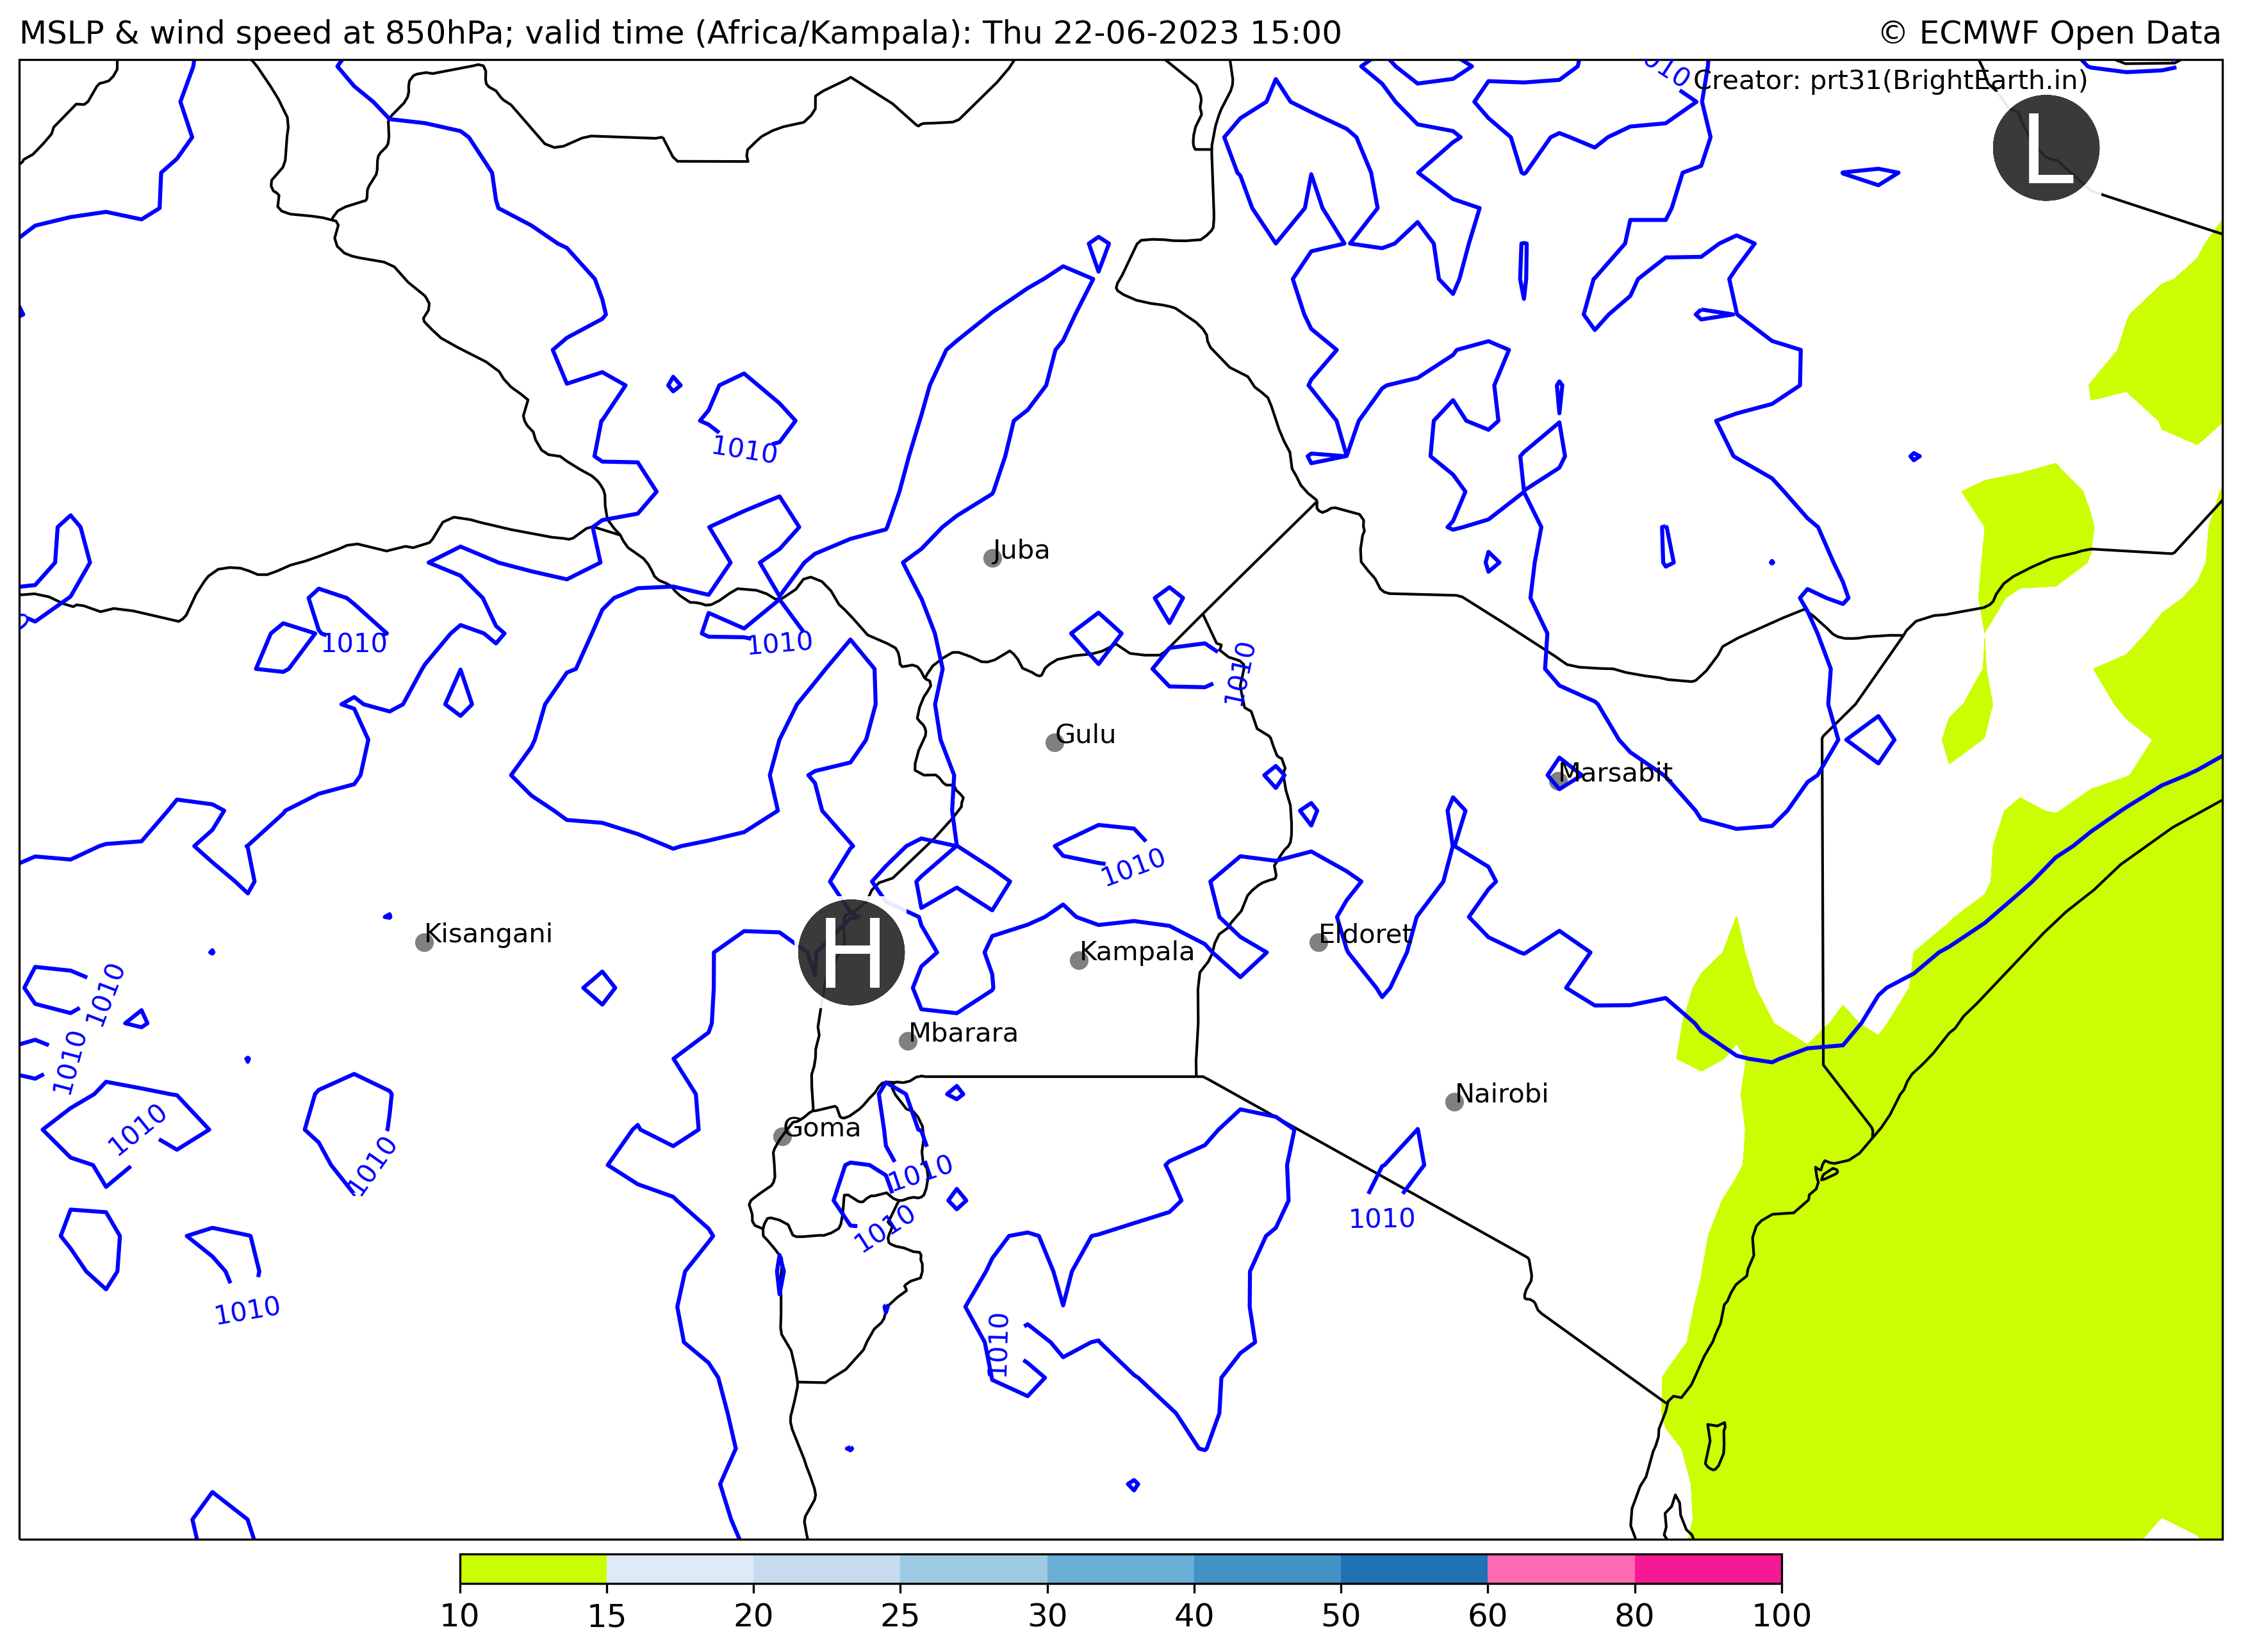 MSLP & wind speed at 850hPa; valid time (Africa/Kampala): Thu 22-06-2023 15:00
© ECMWF Open Data
Creator: prt31(BrightEarth.in)
L
1010
Juba
1010
1010
1010
Gulu
Marsabit
1010
Kisangani
H
Kampala
Eldoret
1010
Mbarara
1010
Nairobi
1010
Goma
1010
1010
1010
1010
1010
1010
10 15 20 25 30 40 50 60 80 100